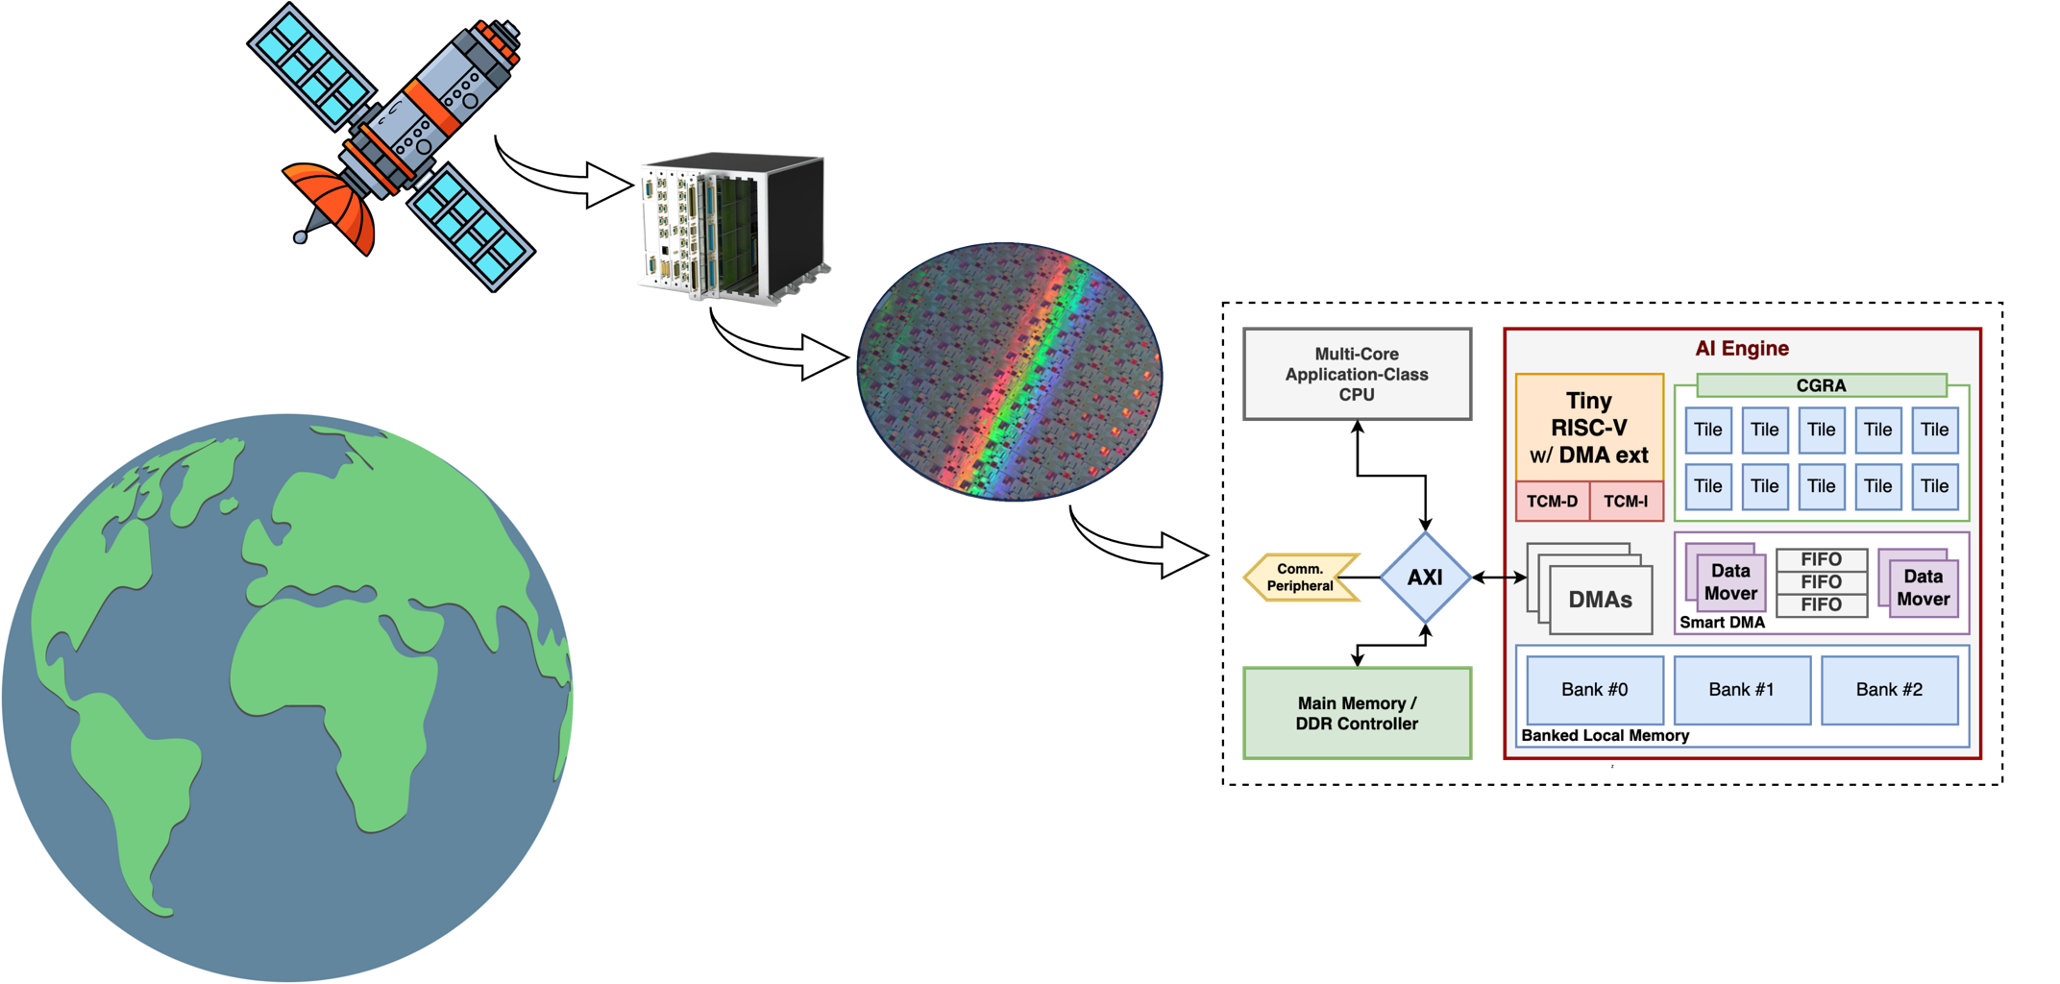 Multi-Core
Application-Class
CPU
Comm.
Peripheral
AXI
Main Memory /
DDR Controller
AI Engine
Tiny
RISC-V
w/ DMA ext
TCM-D
TCM-I
CGRA
Tile
Tile
Tile
Tile
Tile
Tile
Tile
Tile
Tile
Tile
DMAs
Data
Mover
FIFO
FIFO
FIFO
Data
Mover
Smart DMA
Bank #0
Bank #1
Bank #2
Banked Local Memory